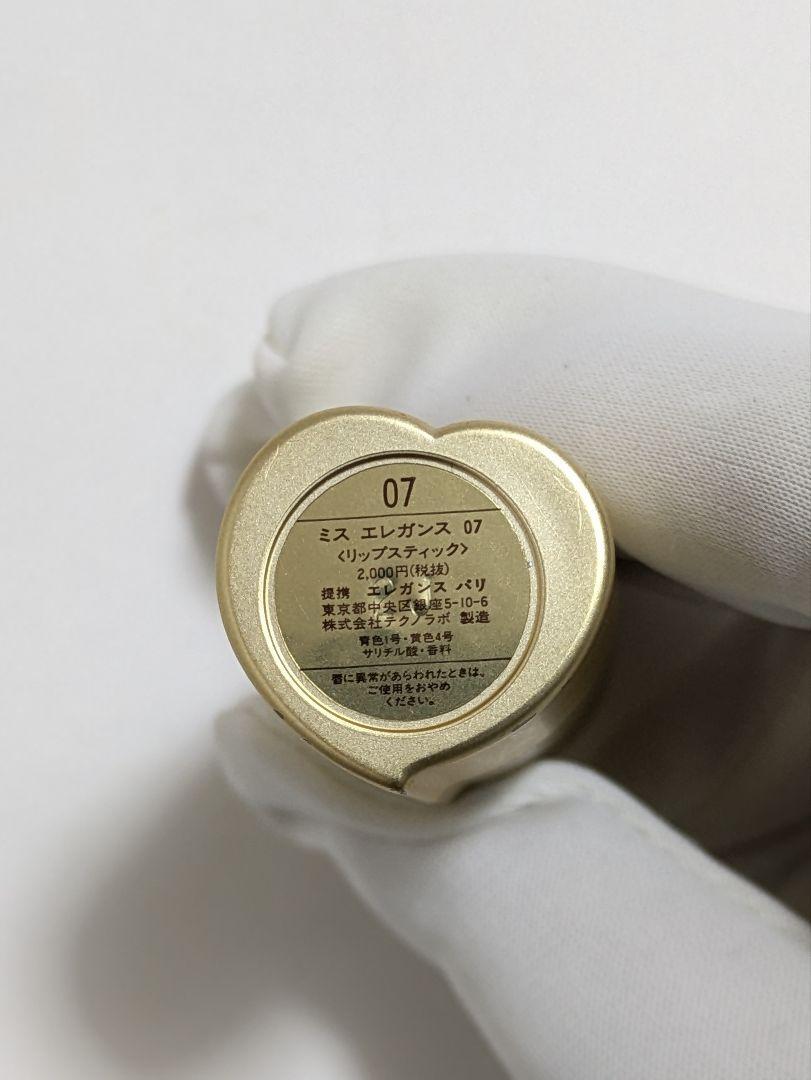 07
ミス エレガンス 07
<リップスティック>
2,000円(税抜)
提携 エレガンス パリ
東京都中央区銀座5-10-6
株式会社テクノラボ 製造
青色1号・黄色4号
サリチル酸・香料
唇に異常があらわれたときは、
ご使用をおやめ
ください。